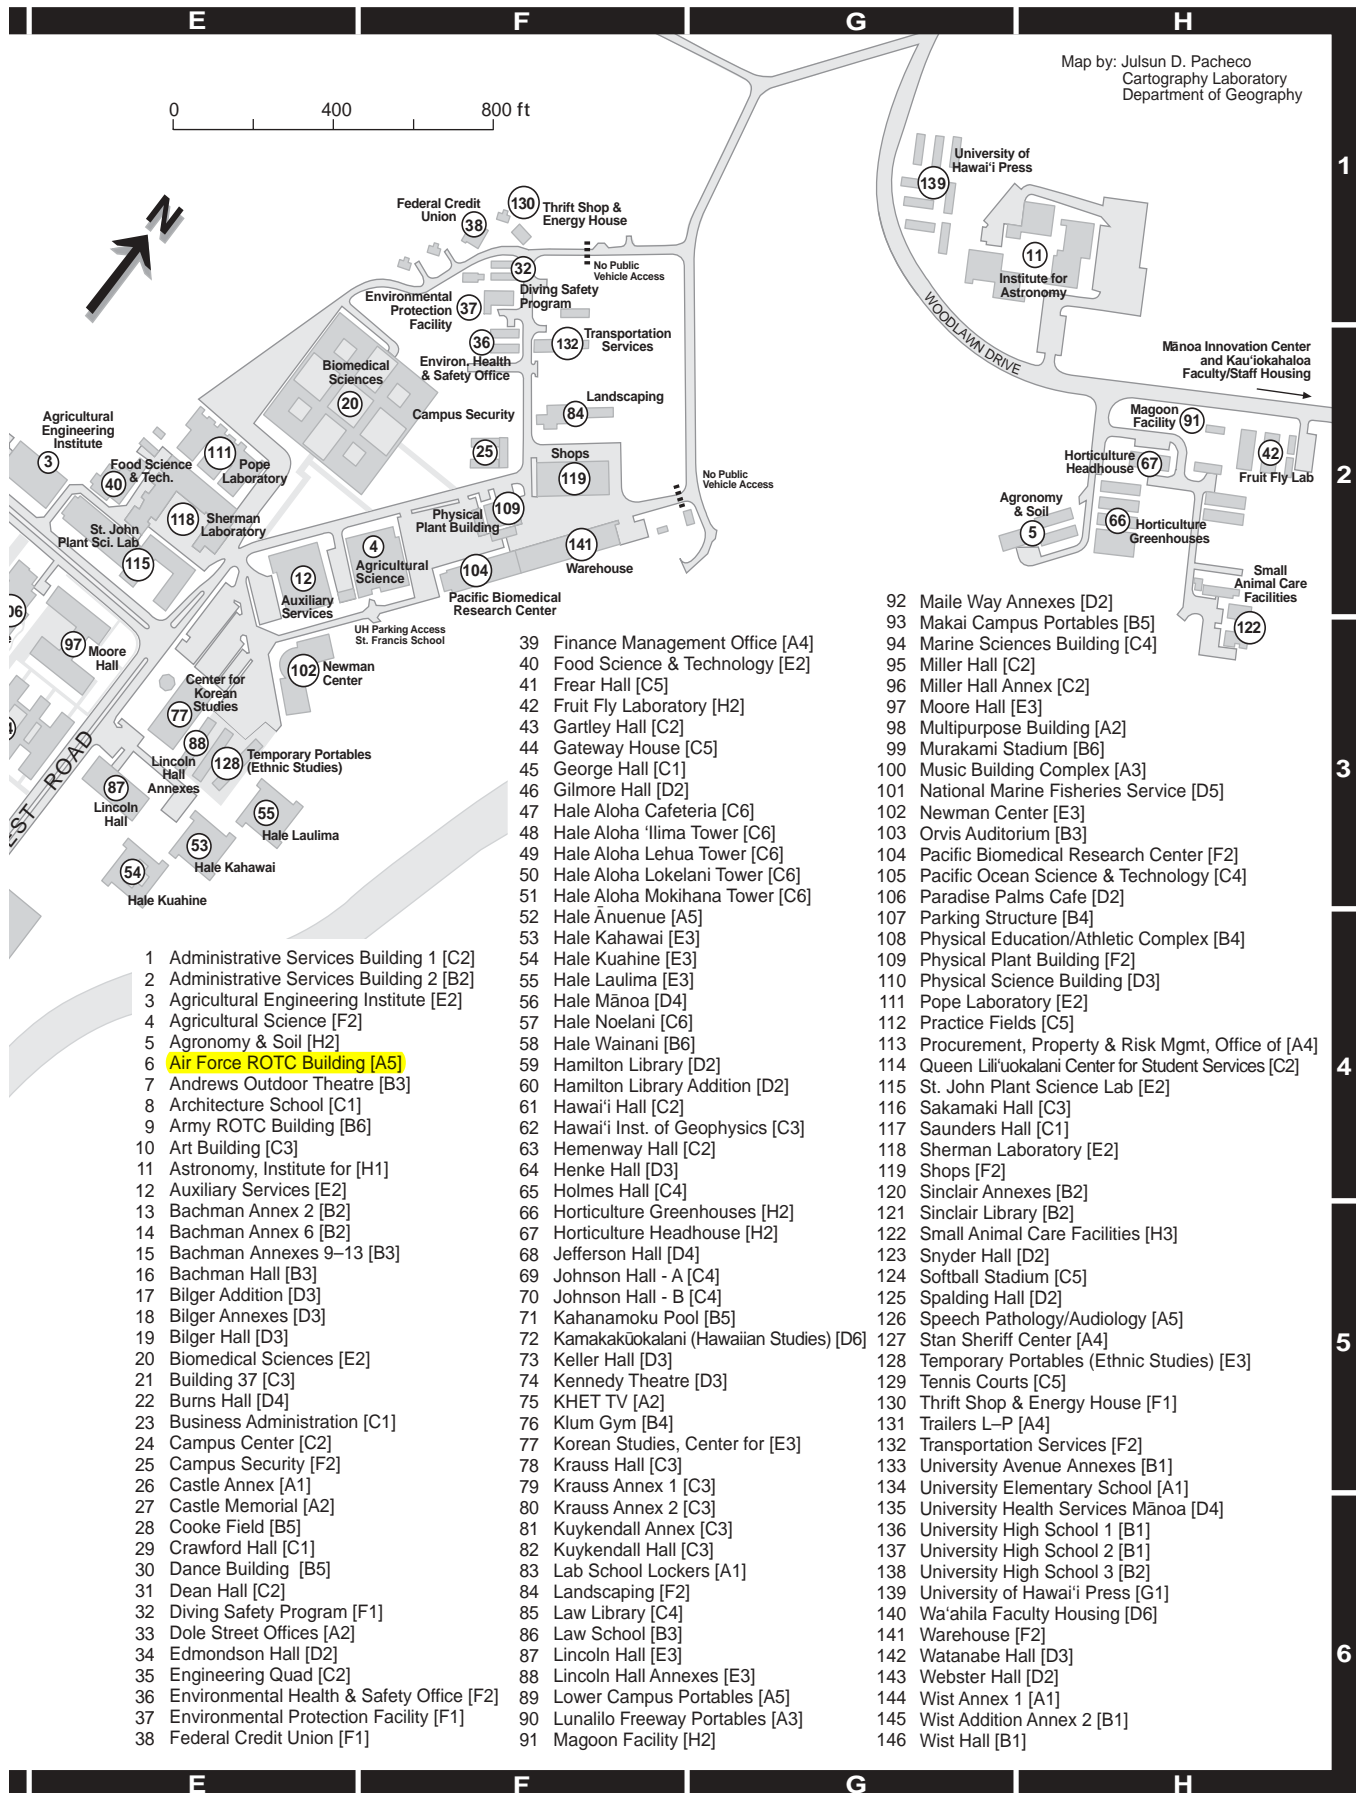 E F G H
Map by: Julsun D. Pacheco
Cartography Laboratory
Department of Geography
0 400 800 ft
N
1
University of
Hawai‘i Press
139
Federal Credit
Union
38
130
Thrift Shop &
Energy House
11
Institute for
Astronomy
32
No Public
Vehicle Access
Diving Safety
Program
Environmental
Protection
Facility
37
WOODLAWN DRIVE
36
Environ. Health
& Safety Office
132
Transportation
Services
Mānoa Innovation Center
and Kau‘iokahaloa
Faculty/Staff Housing
Biomedical
Sciences
20
Landscaping
84
Campus Security
25
Magoon
Facility
91
Agricultural
Engineering
Institute
3
111
Pope
Laboratory
Food Science
& Tech.
40
Shops
119
No Public
Vehicle Access
Horticulture
Headhouse
67
42
Fruit Fly Lab
2
118
Sherman
Laboratory
St. John
Plant Sci. Lab
115
Physical
Plant Building
109
Agronomy
& Soil
5
66
Horticulture
Greenhouses
4
Agricultural
Science
141
Warehouse
12
Auxiliary
Services
104
Pacific Biomedical
Research Center
Small
Animal Care
Facilities
122
06
e
UH Parking Access
St. Francis School
97
Moore
Hall
102
Newman
Center
Center for
Korean
Studies
77
88
Lincoln
Hall
Annexes
128
Temporary Portables
(Ethnic Studies)
EST ROAD
87
Lincoln
Hall
55
Hale Laulima
53
Hale Kahawai
54
Hale Kuahine
3
4
5
6
1 Administrative Services Building 1 [C2]
2 Administrative Services Building 2 [B2]
3 Agricultural Engineering Institute [E2]
4 Agricultural Science [F2]
5 Agronomy & Soil [H2]
6 Air Force ROTC Building [A5]
7 Andrews Outdoor Theatre [B3]
8 Architecture School [C1]
9 Army ROTC Building [B6]
10 Art Building [C3]
11 Astronomy, Institute for [H1]
12 Auxiliary Services [E2]
13 Bachman Annex 2 [B2]
14 Bachman Annex 6 [B2]
15 Bachman Annexes 9–13 [B3]
16 Bachman Hall [B3]
17 Bilger Addition [D3]
18 Bilger Annexes [D3]
19 Bilger Hall [D3]
20 Biomedical Sciences [E2]
21 Building 37 [C3]
22 Burns Hall [D4]
23 Business Administration [C1]
24 Campus Center [C2]
25 Campus Security [F2]
26 Castle Annex [A1]
27 Castle Memorial [A2]
28 Cooke Field [B5]
29 Crawford Hall [C1]
30 Dance Building [B5]
31 Dean Hall [C2]
32 Diving Safety Program [F1]
33 Dole Street Offices [A2]
34 Edmondson Hall [D2]
35 Engineering Quad [C2]
36 Environmental Health & Safety Office [F2]
37 Environmental Protection Facility [F1]
38 Federal Credit Union [F1]
39 Finance Management Office [A4]
40 Food Science & Technology [E2]
41 Frear Hall [C5]
42 Fruit Fly Laboratory [H2]
43 Gartley Hall [C2]
44 Gateway House [C5]
45 George Hall [C1]
46 Gilmore Hall [D2]
47 Hale Aloha Cafeteria [C6]
48 Hale Aloha ‘Ilima Tower [C6]
49 Hale Aloha Lehua Tower [C6]
50 Hale Aloha Lokelani Tower [C6]
51 Hale Aloha Mokihana Tower [C6]
52 Hale Ānuenue [A5]
53 Hale Kahawai [E3]
54 Hale Kuahine [E3]
55 Hale Laulima [E3]
56 Hale Mānoa [D4]
57 Hale Noelani [C6]
58 Hale Wainani [B6]
59 Hamilton Library [D2]
60 Hamilton Library Addition [D2]
61 Hawai‘i Hall [C2]
62 Hawai‘i Inst. of Geophysics [C3]
63 Hemenway Hall [C2]
64 Henke Hall [D3]
65 Holmes Hall [C4]
66 Horticulture Greenhouses [H2]
67 Horticulture Headhouse [H2]
68 Jefferson Hall [D4]
69 Johnson Hall - A [C4]
70 Johnson Hall - B [C4]
71 Kahanamoku Pool [B5]
72 Kamakakūokalani (Hawaiian Studies) [D6]
73 Keller Hall [D3]
74 Kennedy Theatre [D3]
75 KHET TV [A2]
76 Klum Gym [B4]
77 Korean Studies, Center for [E3]
78 Krauss Hall [C3]
79 Krauss Annex 1 [C3]
80 Krauss Annex 2 [C3]
81 Kuykendall Annex [C3]
82 Kuykendall Hall [C3]
83 Lab School Lockers [A1]
84 Landscaping [F2]
85 Law Library [C4]
86 Law School [B3]
87 Lincoln Hall [E3]
88 Lincoln Hall Annexes [E3]
89 Lower Campus Portables [A5]
90 Lunalilo Freeway Portables [A3]
91 Magoon Facility [H2]
92 Maile Way Annexes [D2]
93 Makai Campus Portables [B5]
94 Marine Sciences Building [C4]
95 Miller Hall [C2]
96 Miller Hall Annex [C2]
97 Moore Hall [E3]
98 Multipurpose Building [A2]
99 Murakami Stadium [B6]
100 Music Building Complex [A3]
101 National Marine Fisheries Service [D5]
102 Newman Center [E3]
103 Orvis Auditorium [B3]
104 Pacific Biomedical Research Center [F2]
105 Pacific Ocean Science & Technology [C4]
106 Paradise Palms Cafe [D2]
107 Parking Structure [B4]
108 Physical Education/Athletic Complex [B4]
109 Physical Plant Building [F2]
110 Physical Science Building [D3]
111 Pope Laboratory [E2]
112 Practice Fields [C5]
113 Procurement, Property & Risk Mgmt, Office of [A4]
114 Queen Lili‘uokalani Center for Student Services [C2]
115 St. John Plant Science Lab [E2]
116 Sakamaki Hall [C3]
117 Saunders Hall [C1]
118 Sherman Laboratory [E2]
119 Shops [F2]
120 Sinclair Annexes [B2]
121 Sinclair Library [B2]
122 Small Animal Care Facilities [H3]
123 Snyder Hall [D2]
124 Softball Stadium [C5]
125 Spalding Hall [D2]
126 Speech Pathology/Audiology [A5]
127 Stan Sheriff Center [A4]
128 Temporary Portables (Ethnic Studies) [E3]
129 Tennis Courts [C5]
130 Thrift Shop & Energy House [F1]
131 Trailers L–P [A4]
132 Transportation Services [F2]
133 University Avenue Annexes [B1]
134 University Elementary School [A1]
135 University Health Services Mānoa [D4]
136 University High School 1 [B1]
137 University High School 2 [B1]
138 University High School 3 [B2]
139 University of Hawai‘i Press [G1]
140 Wa‘ahila Faculty Housing [D6]
141 Warehouse [F2]
142 Watanabe Hall [D3]
143 Webster Hall [D2]
144 Wist Annex 1 [A1]
145 Wist Addition Annex 2 [B1]
146 Wist Hall [B1]
E F G H